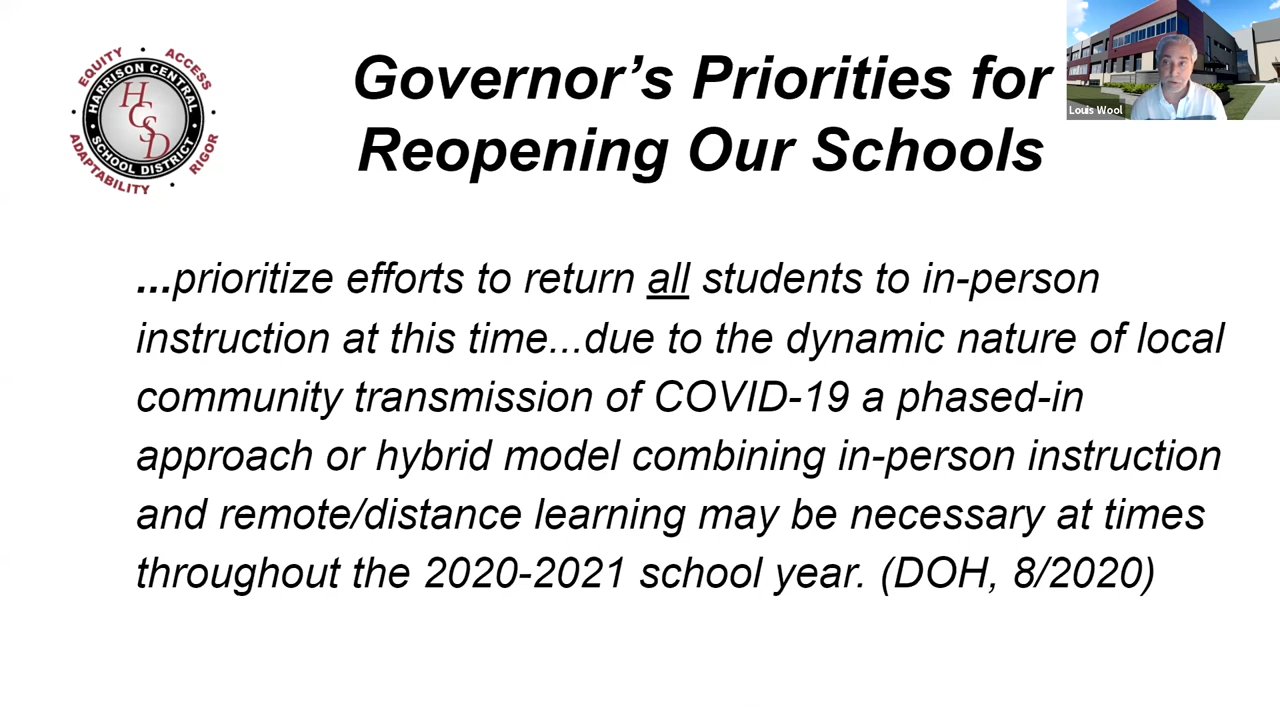 EQUITY
ACCESS
HARRISON CENTRAL
HCSD
SCHOOL DISTRICT
ADAPTABILITY
RIGOR
Governor's Priorities for
Reopening Our Schools
Louis Wool
...prioritize efforts to return all students to in-person
instruction at this time...due to the dynamic nature of local
community transmission of COVID-19 a phased-in
approach or hybrid model combining in-person instruction
and remote/distance learning may be necessary at times
throughout the 2020-2021 school year. (DOH, 8/2020)